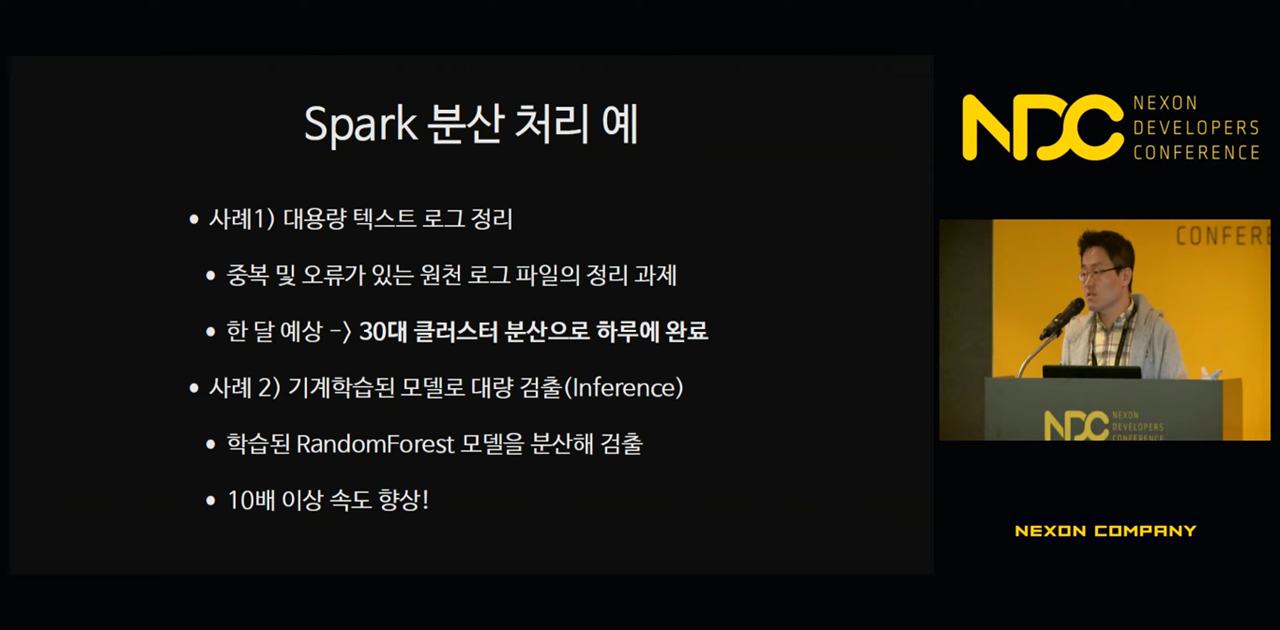 Spark 분산 처리 예
• 사례1) 대용량 텍스트 로그 정리
• 중복 및 오류가 있는 원천 로그 파일의 정리 과제
• 한 달 예상 -> 30대 클러스터 분산으로 하루에 완료
• 사례 2) 기계학습된 모델로 대량 검출(Inference)
• 학습된 RandomForest 모델을 분산해 검출
• 10배 이상 속도 향상!
NDC
NEXON
DEVELOPERS
CONFERENCE
CONFERE
NDC
NEXON
DEVELOPERS
CONFERENCE
NEXON COMPANY